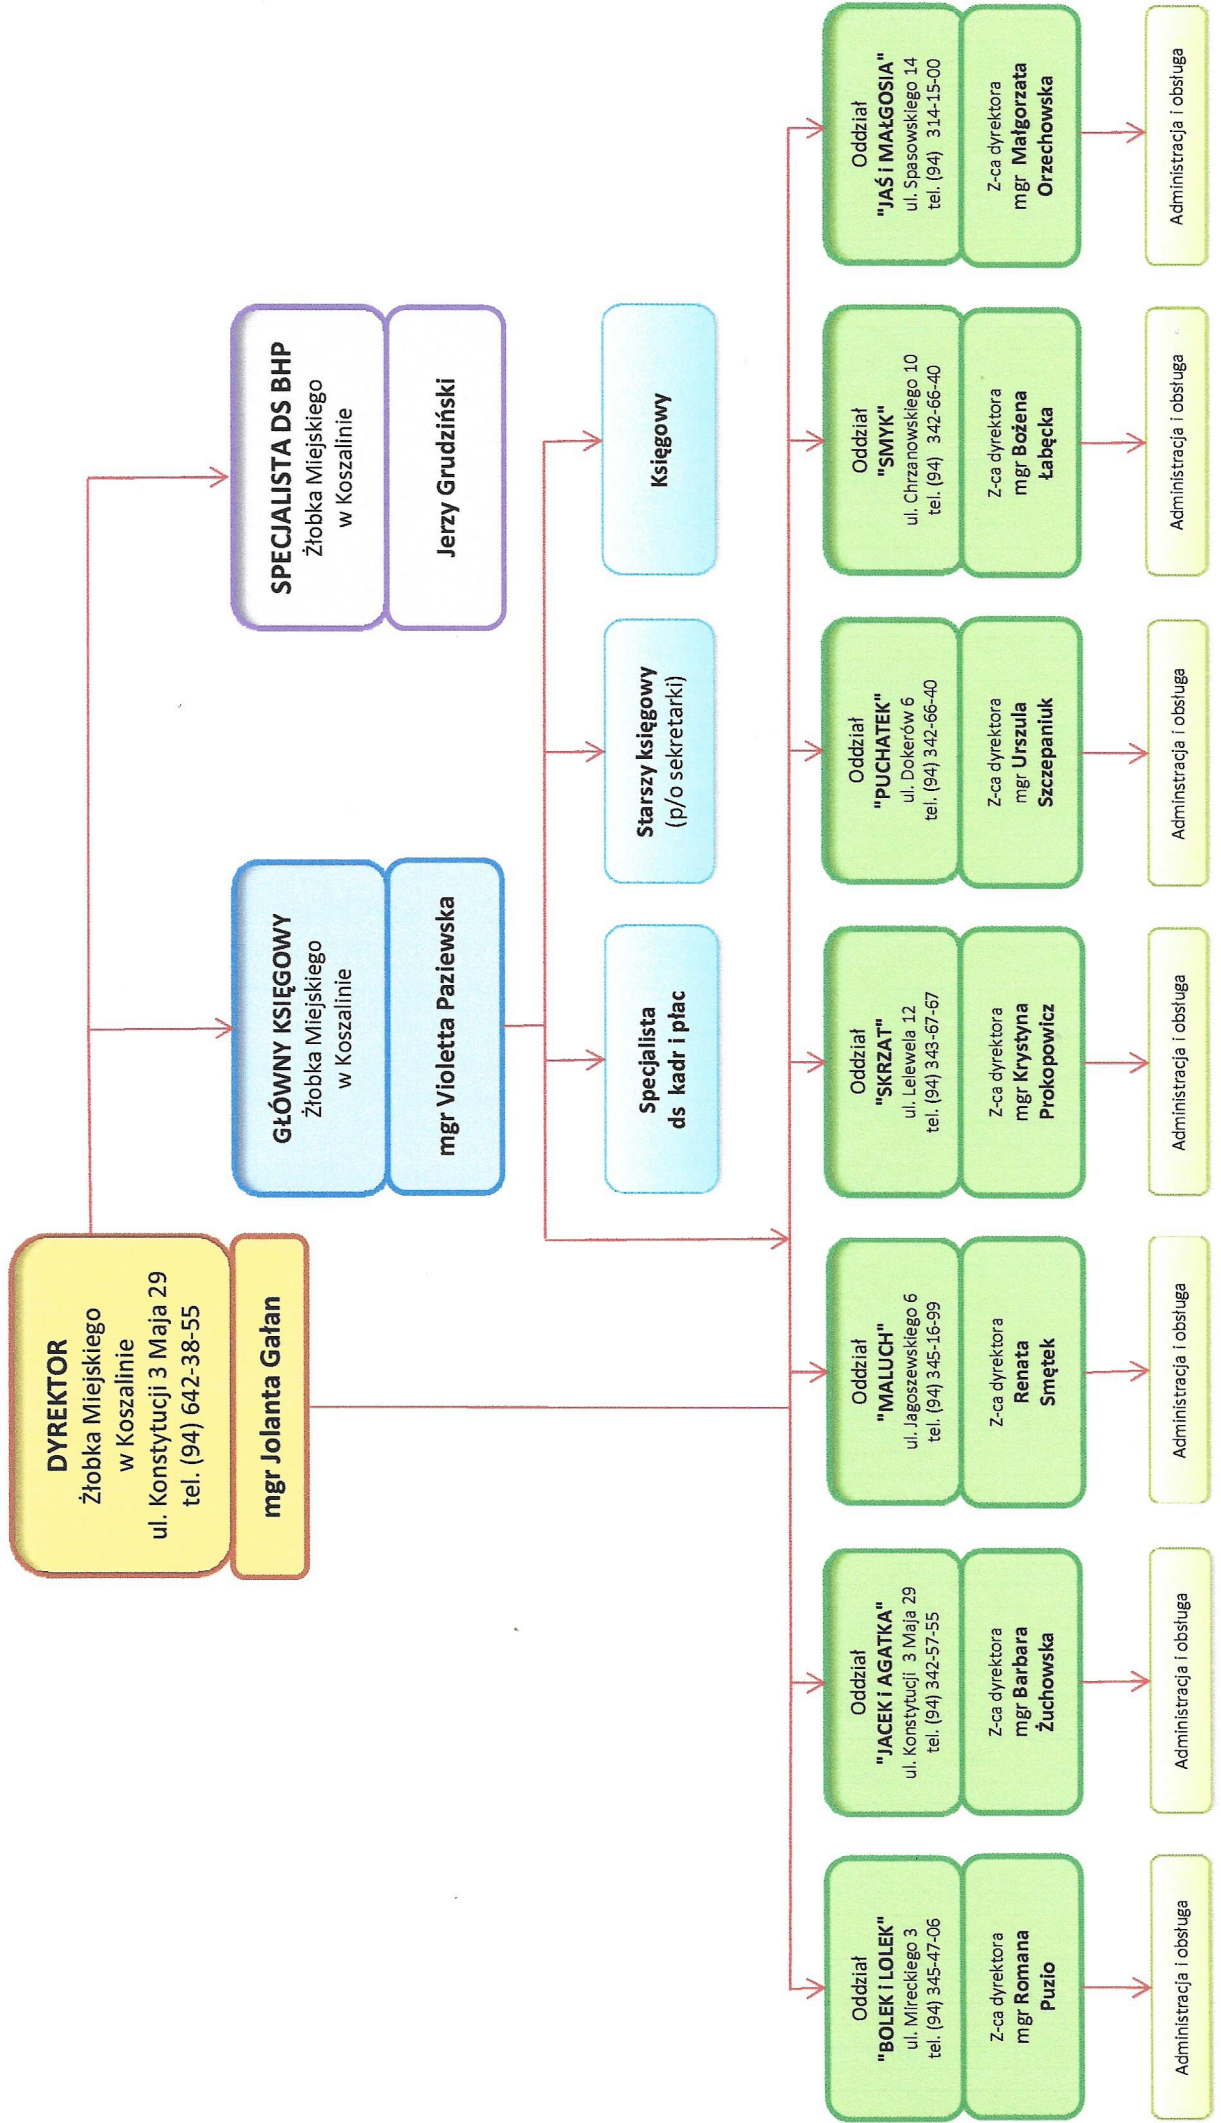 DYREKTOR
Żłobka Miejskiego
w Koszalinie
ul. Konstytucji 3 Maja 29
tel. (94) 642-38-55
mgr Jolanta Gałan
GŁÓWNY KSIĘGOWY
Żłobka Miejskiego
w Koszalinie
mgr Violetta Paziewska
SPECJALISTA DS BHP
Żłobka Miejskiego
w Koszalinie
Jerzy Grudziński
Specjalista
ds kadr i płac
Starszy księgowy
(p/o sekretarki)
Księgowy
Oddział
"BOLEK i LOLEK"
ul. Mireckiego 3
tel. (94) 345-47-06
Z-ca dyrektora
mgr Romana
Puzio
Administracja i obsługa
Oddział
"JACEK i AGATKA"
ul. Konstytucji 3 Maja 29
tel. (94) 342-57-55
Z-ca dyrektora
mgr Barbara
Żuchowska
Administracja i obsługa
Oddział
"MALUCH"
ul. Jagoszewskiego 6
tel. (94) 345-16-99
Z-ca dyrektora
Renata
Smętek
Administracja i obsługa
Oddział
"SKRZAT"
ul. Lelewela 12
tel. (94) 343-67-67
Z-ca dyrektora
mgr Krystyna
Prokopowicz
Administracja i obsługa
Oddział
"PUCHATEK"
ul. Dokerów 6
tel. (94) 342-66-40
Z-ca dyrektora
mgr Urszula
Szczepaniuk
Adminstracja i obsługa
Oddział
"SMYK"
ul. Chrzanowskiego 10
tel. (94) 342-66-40
Z-ca dyrektora
mgr Bożena
Łabęcka
Administracja i obsługa
Oddział
"JAŚ i MAŁGOSIA"
ul. Spasowskiego 14
tel. (94) 314-15-00
Z-ca dyrektora
mgr Małgorzata
Orzechowska
Administracja i obsługa